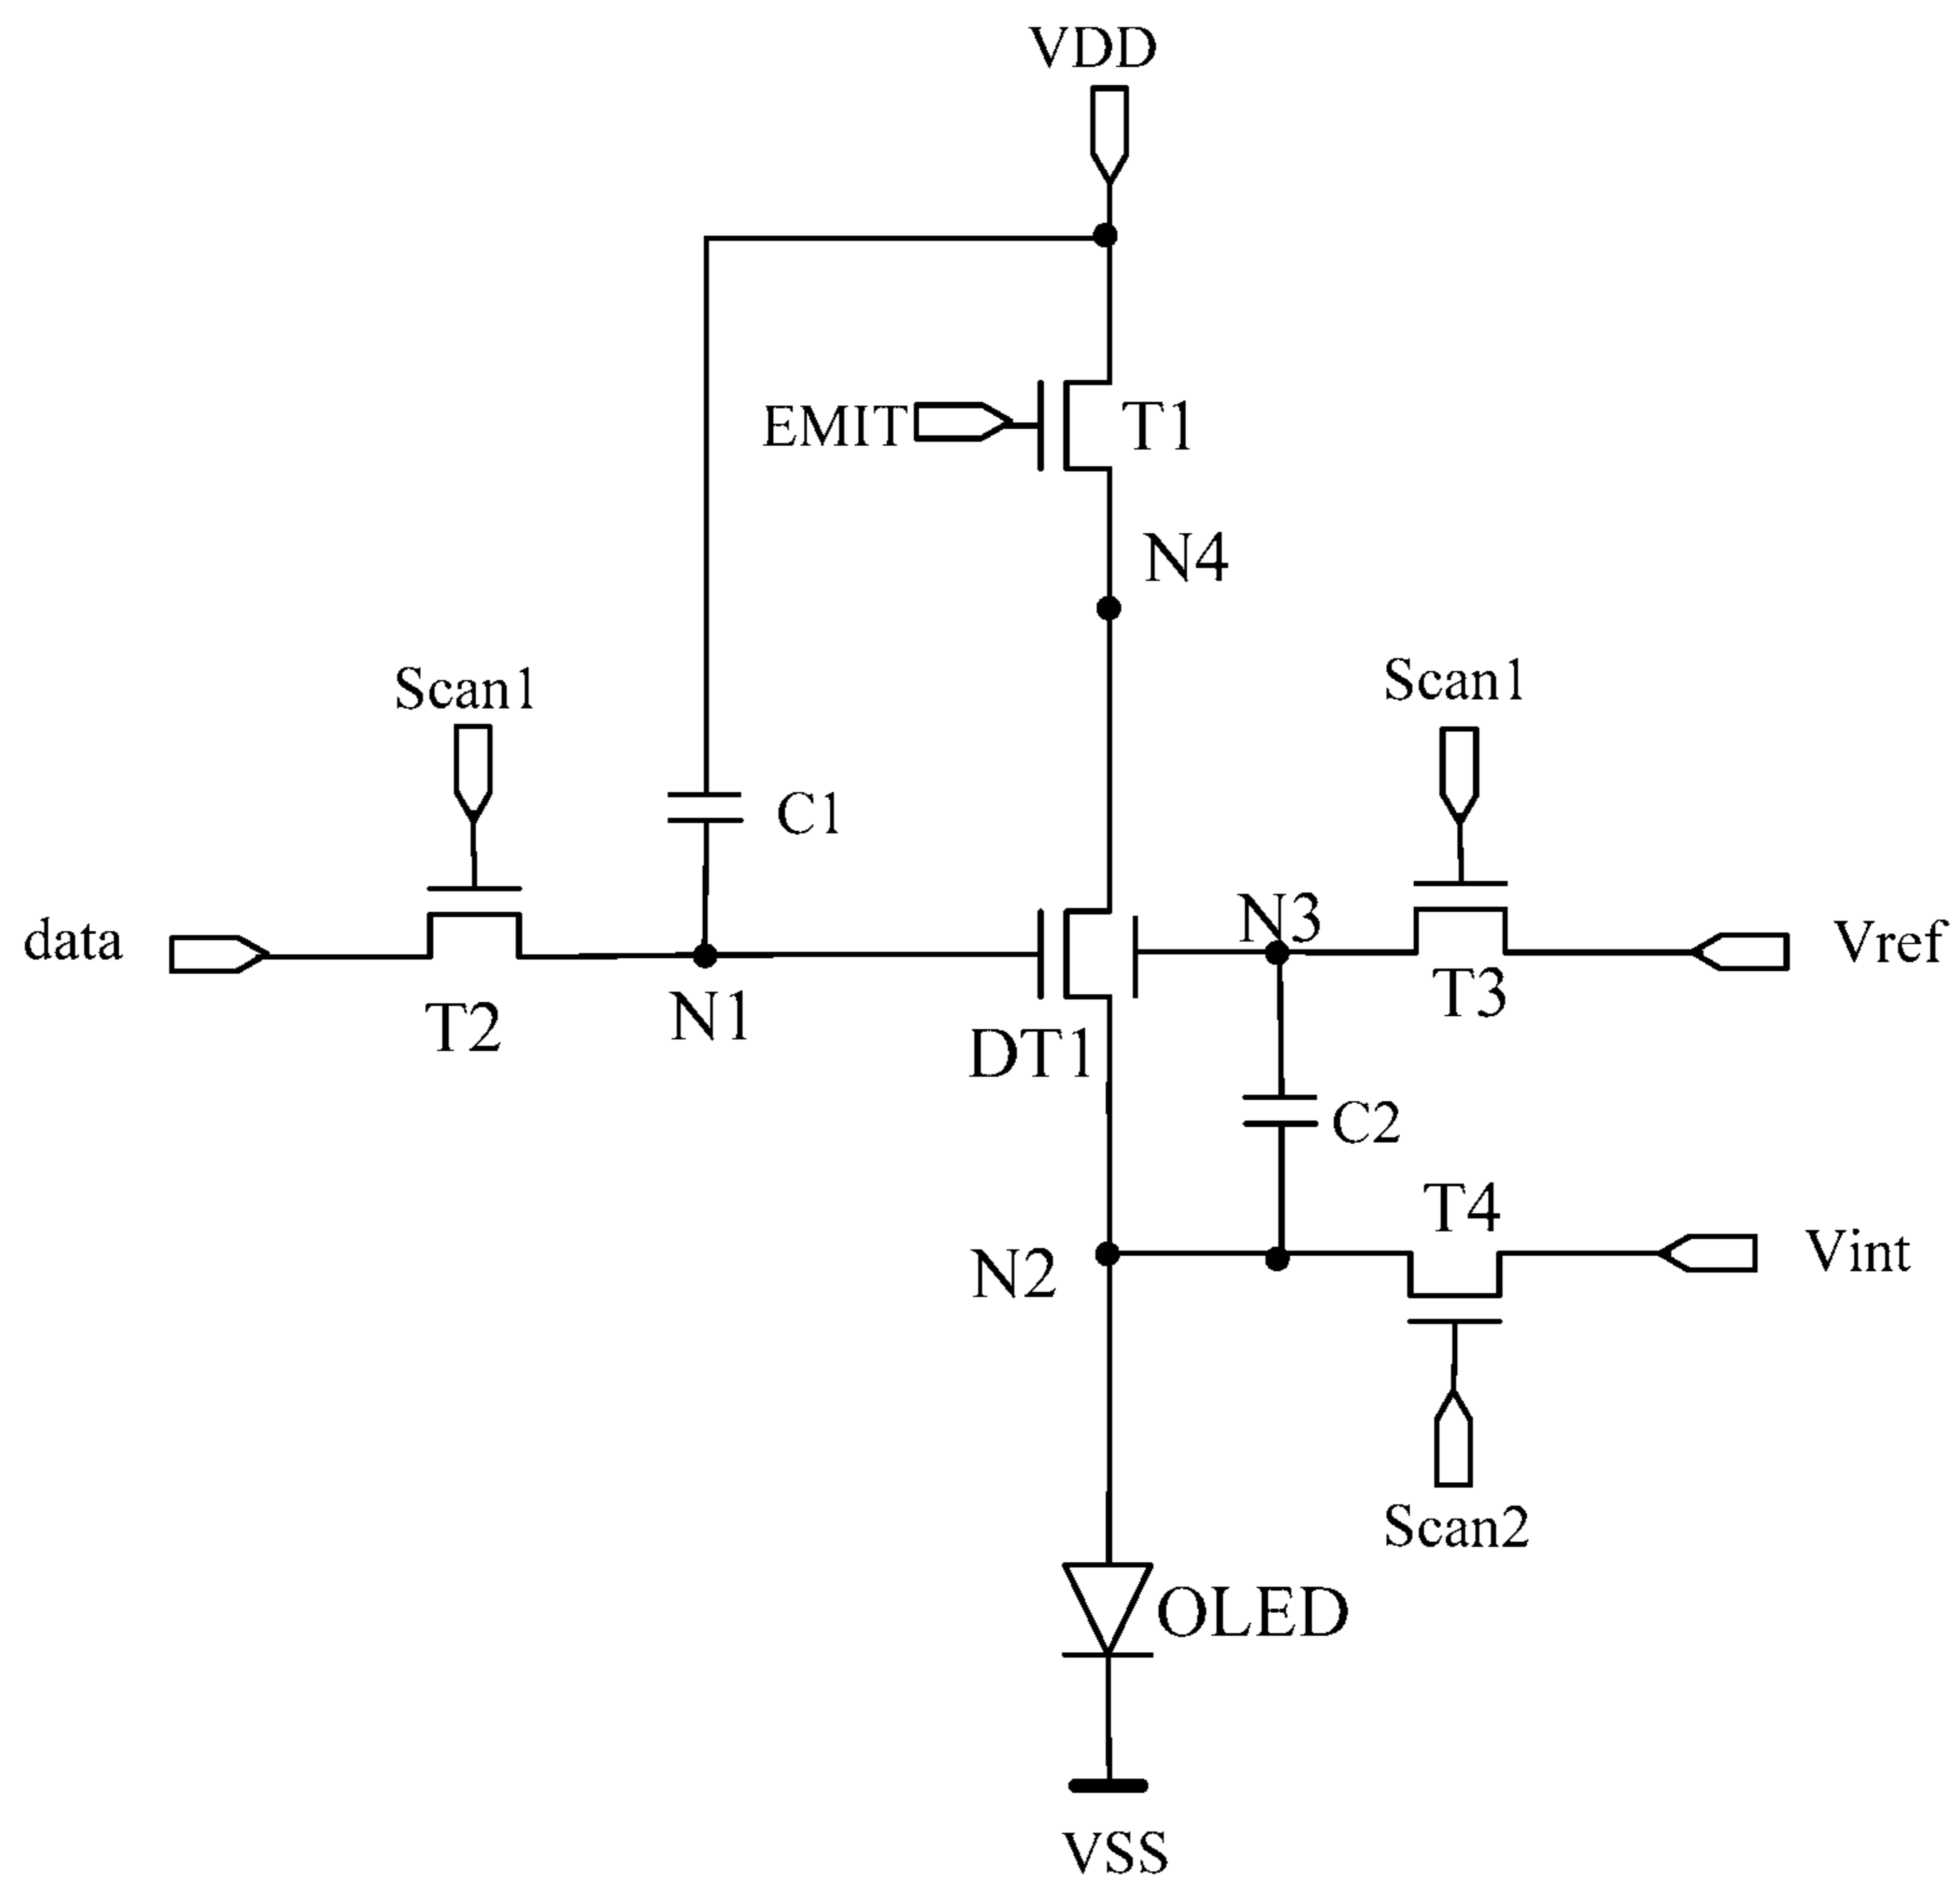 VDD
EMIT
T1
N4
Scan1
Scan1
C1
data
N3
Vref
T2
N1
T3
DT1
C2
T4
N2
Vint
Scan2
OLED
VSS